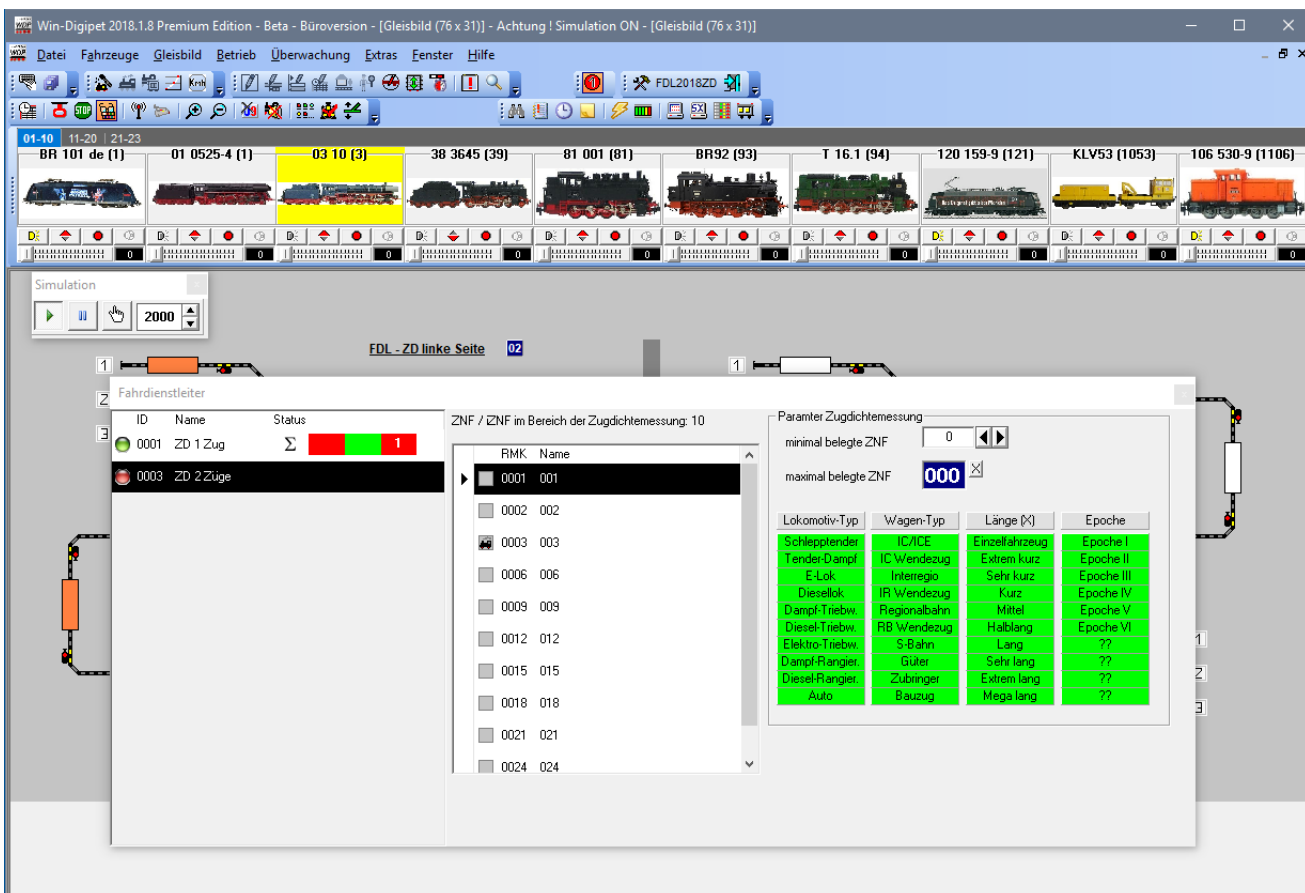 Win-Digipet 2018.1.8 Premium Edition - Beta - Büroversion - [Gleisbild (76 x 31)] - Achtung ! Simulation ON - [Gleisbild (76 x 31)]
Datei Fahrzeuge Gleisbild Betrieb Überwachung Extras Fenster Hilfe
Kmh FDL2018ZD
STOP SX
01-10 11-20 21-23
BR 101 de (1) 01 0525-4 (1) 03 10 (3) 38 3645 (39) 81 001 (81) BR92 (93) T 16.1 (94) 120 159-9 (121) KLV53 (1053) 106 530-9 (1106)
D D D D D D D D D D
0 0 0 0 0 0 0 0 0 0
Simulation
2000
FDL - ZD linke Seite 02
1 1
2
3
Fahrdienstleiter
ID Name Status
0001 ZD 1 Zug Σ 1
0003 ZD 2 Züge
ZNF / iZNF im Bereich der Zugdichtemessung: 10
RMK Name
0001 001
0002 002
0003 003
0006 006
0009 009
0012 012
0015 015
0018 018
0021 021
0024 024
Paramter Zugdichtemessung
minimal belegte ZNF 0
maximal belegte ZNF 000 X
Lokomotiv-Typ Wagen-Typ Länge (X) Epoche
Schlepptender IC/ICE Einzelfahrzeug Epoche I
Tender-Dampf IC Wendezug Extrem kurz Epoche II
E-Lok Interregio Sehr kurz Epoche III
Diesellok IR Wendezug Kurz Epoche IV
Dampf-Triebw. Regionalbahn Mittel Epoche V
Diesel-Triebw. RB Wendezug Halblang Epoche VI
Elektro-Triebw. S-Bahn Lang ??
Dampf-Rangier. Güter Sehr lang ??
Diesel-Rangier. Zubringer Extrem lang ??
Auto Bauzug Mega lang ??
1
2
3